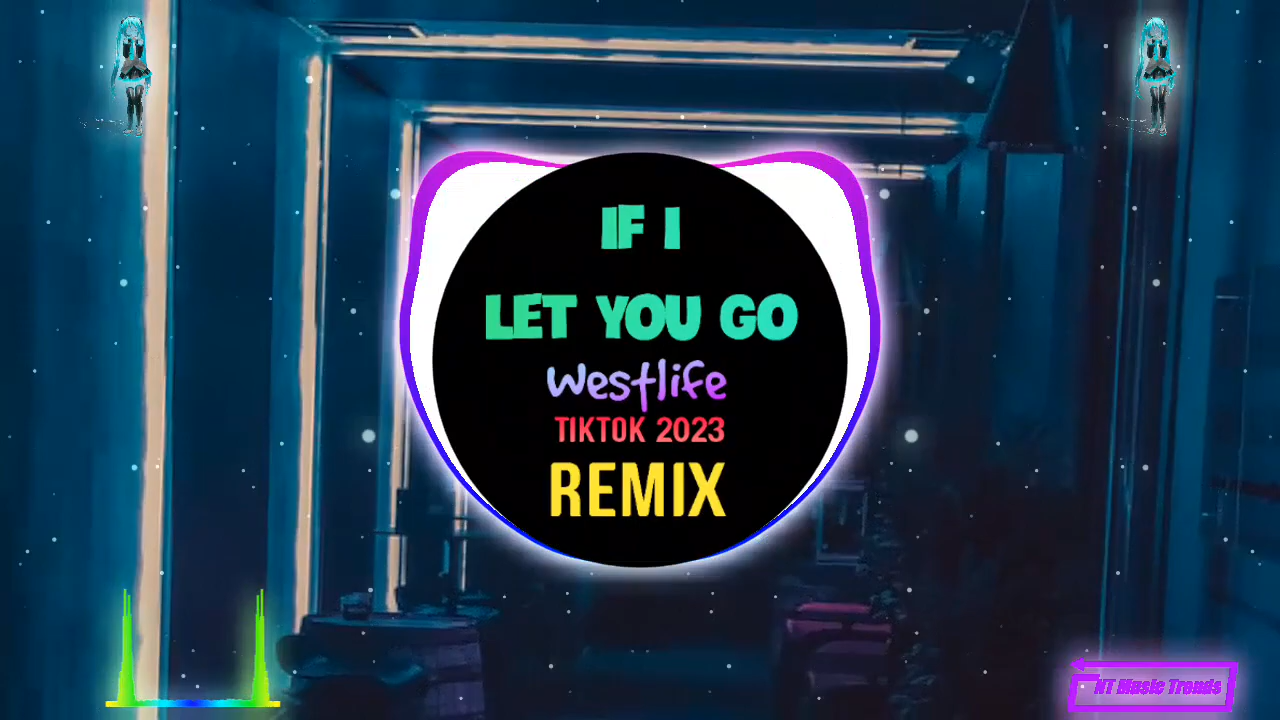 IF I
LET YOU GO
Westlife
TIKTOK 2023
REMIX
NT Music Trends